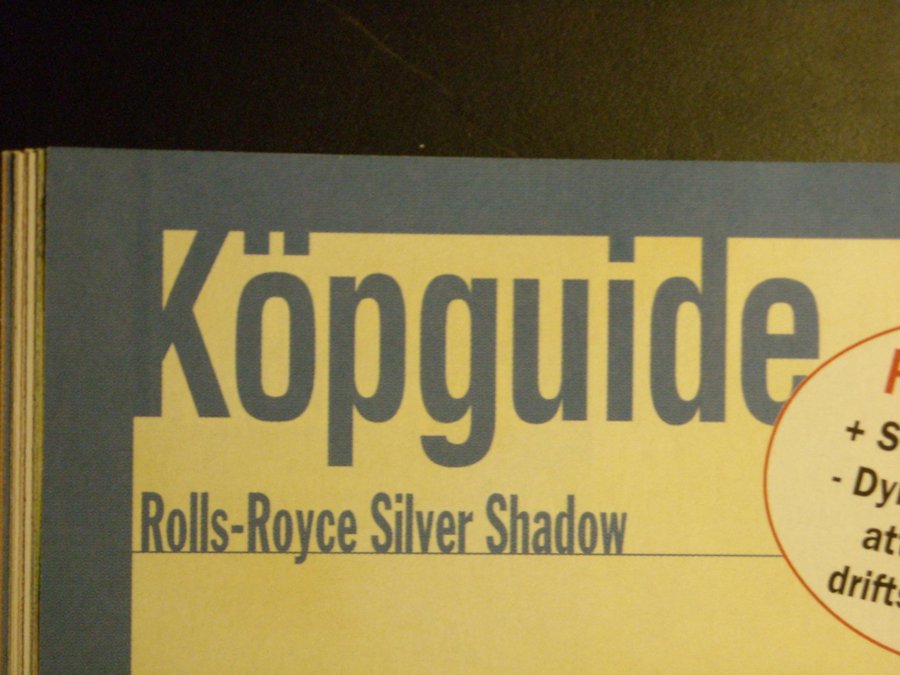 Köpguide
Rolls-Royce Silver Shadow
+
-